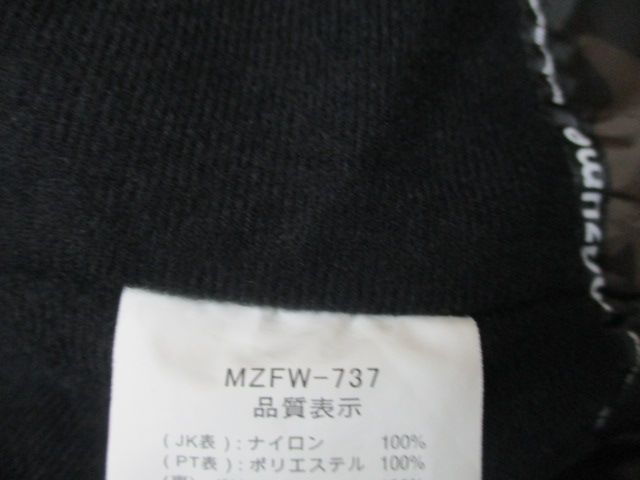 MZFW-737
品質表示
(JK表):ナイロン 100%
(PT表):ポリエステル 100%